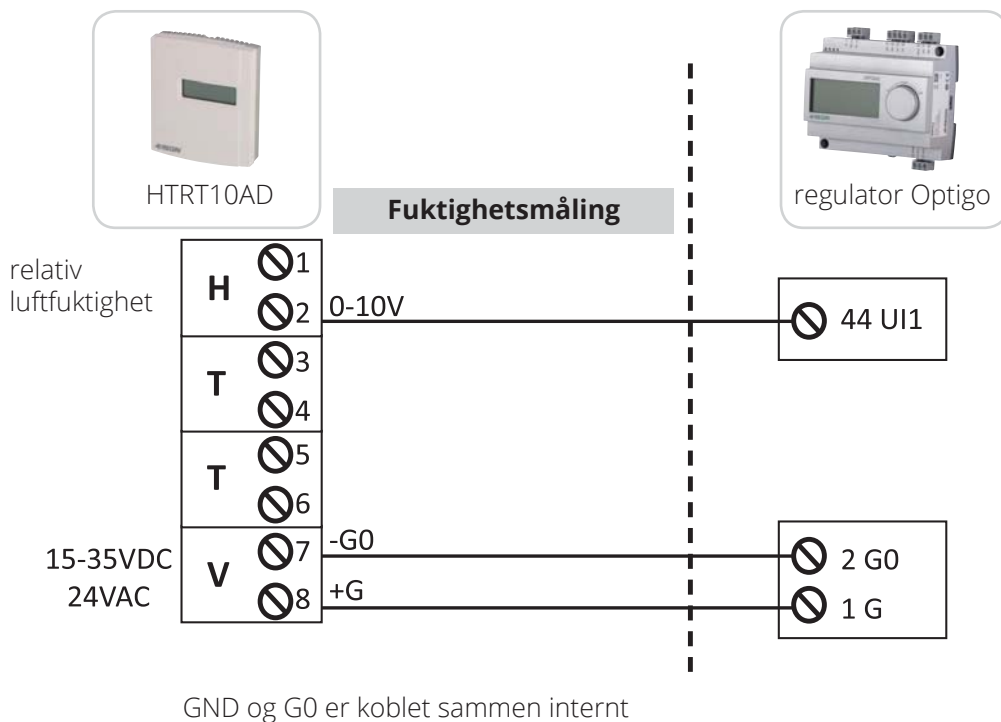 HTRT10AD
regulator Optigo
Fuktighetsmåling
relativ
luftfuktighet
H
1
2
0-10V
44 UI1
T
3
4
T
5
6
15-35VDC
24VAC
V
7
-G0
2 G0
8
+G
1 G
GND og G0 er koblet sammen internt